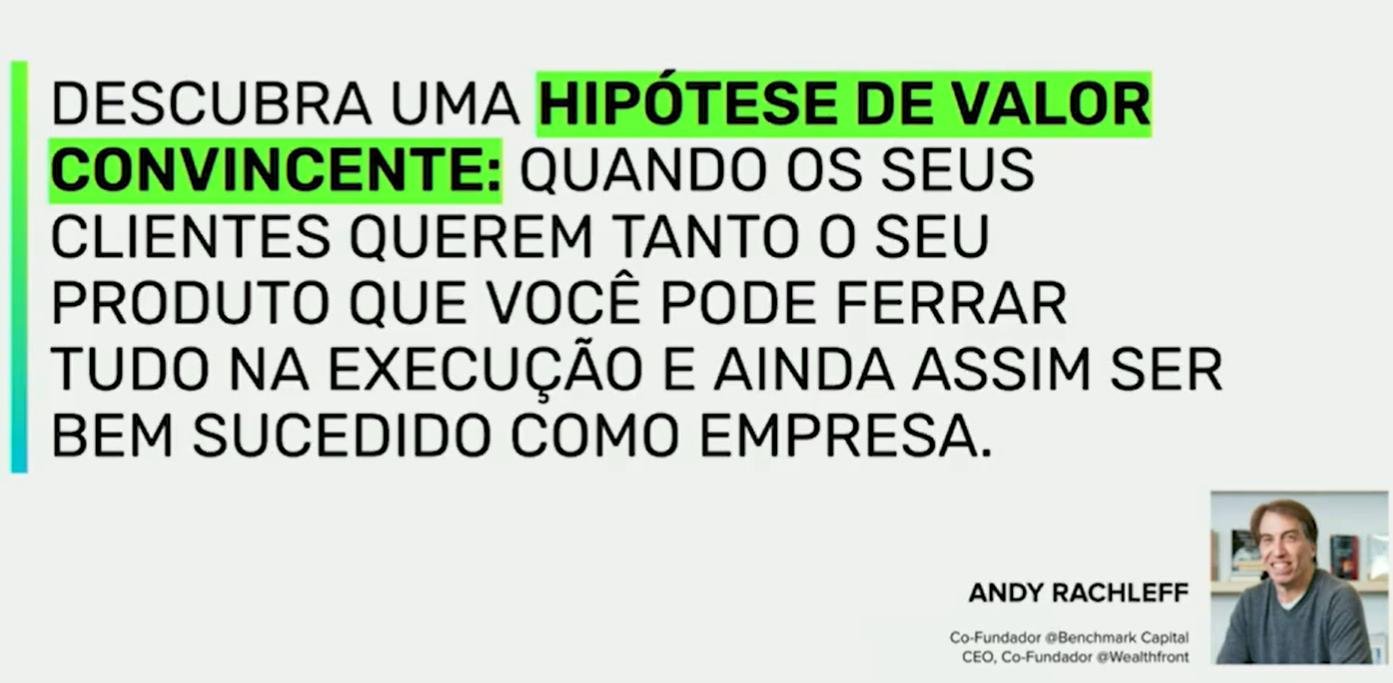 DESCUBRA UMA HIPÓTESE DE VALOR
CONVINCENTE: QUANDO OS SEUS
CLIENTES QUEREM TANTO O SEU
PRODUTO QUE VOCÊ PODE FERRAR
TUDO NA EXECUÇÃO E AINDA ASSIM SER
BEM SUCEDIDO COMO EMPRESA.
ANDY RACHLEFF
Co-Fundador @Benchmark Capital
CEO, Co-Fundador @Wealthfront